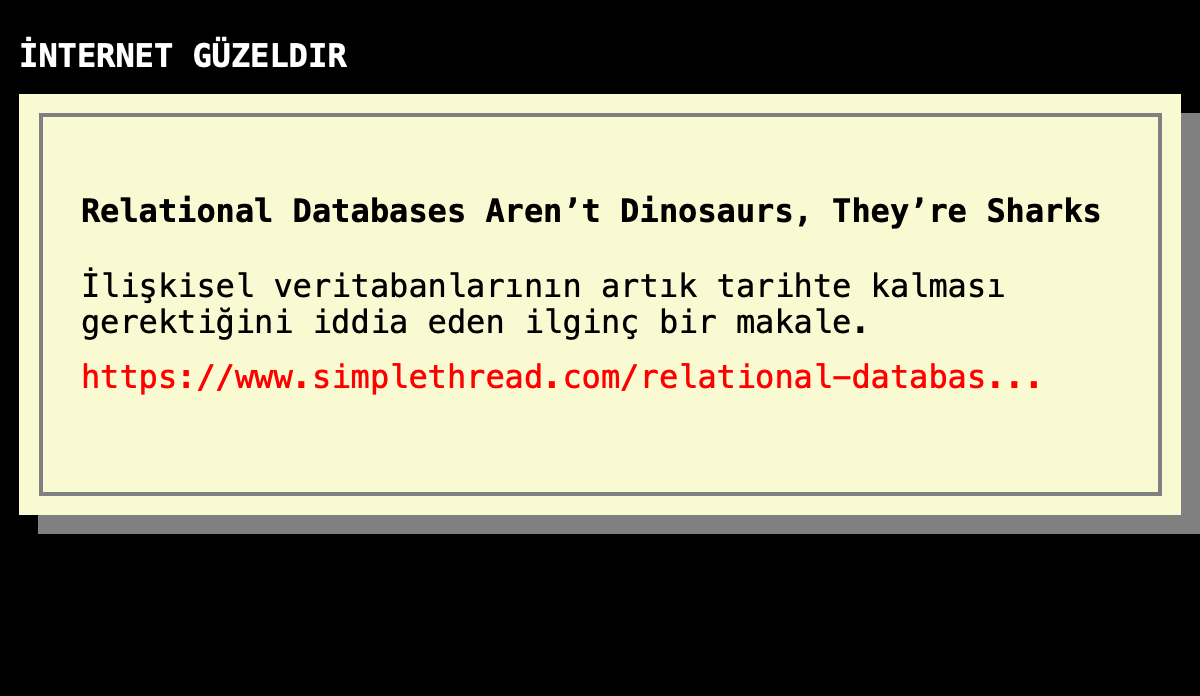 İNTERNET GÜZELDIR
Relational Databases Aren’t Dinosaurs, They’re Sharks
İlişkisel veritabanlarının artık tarihte kalması
gerektiğini iddia eden ilginç bir makale.
https://www.simplethread.com/relational-databas...